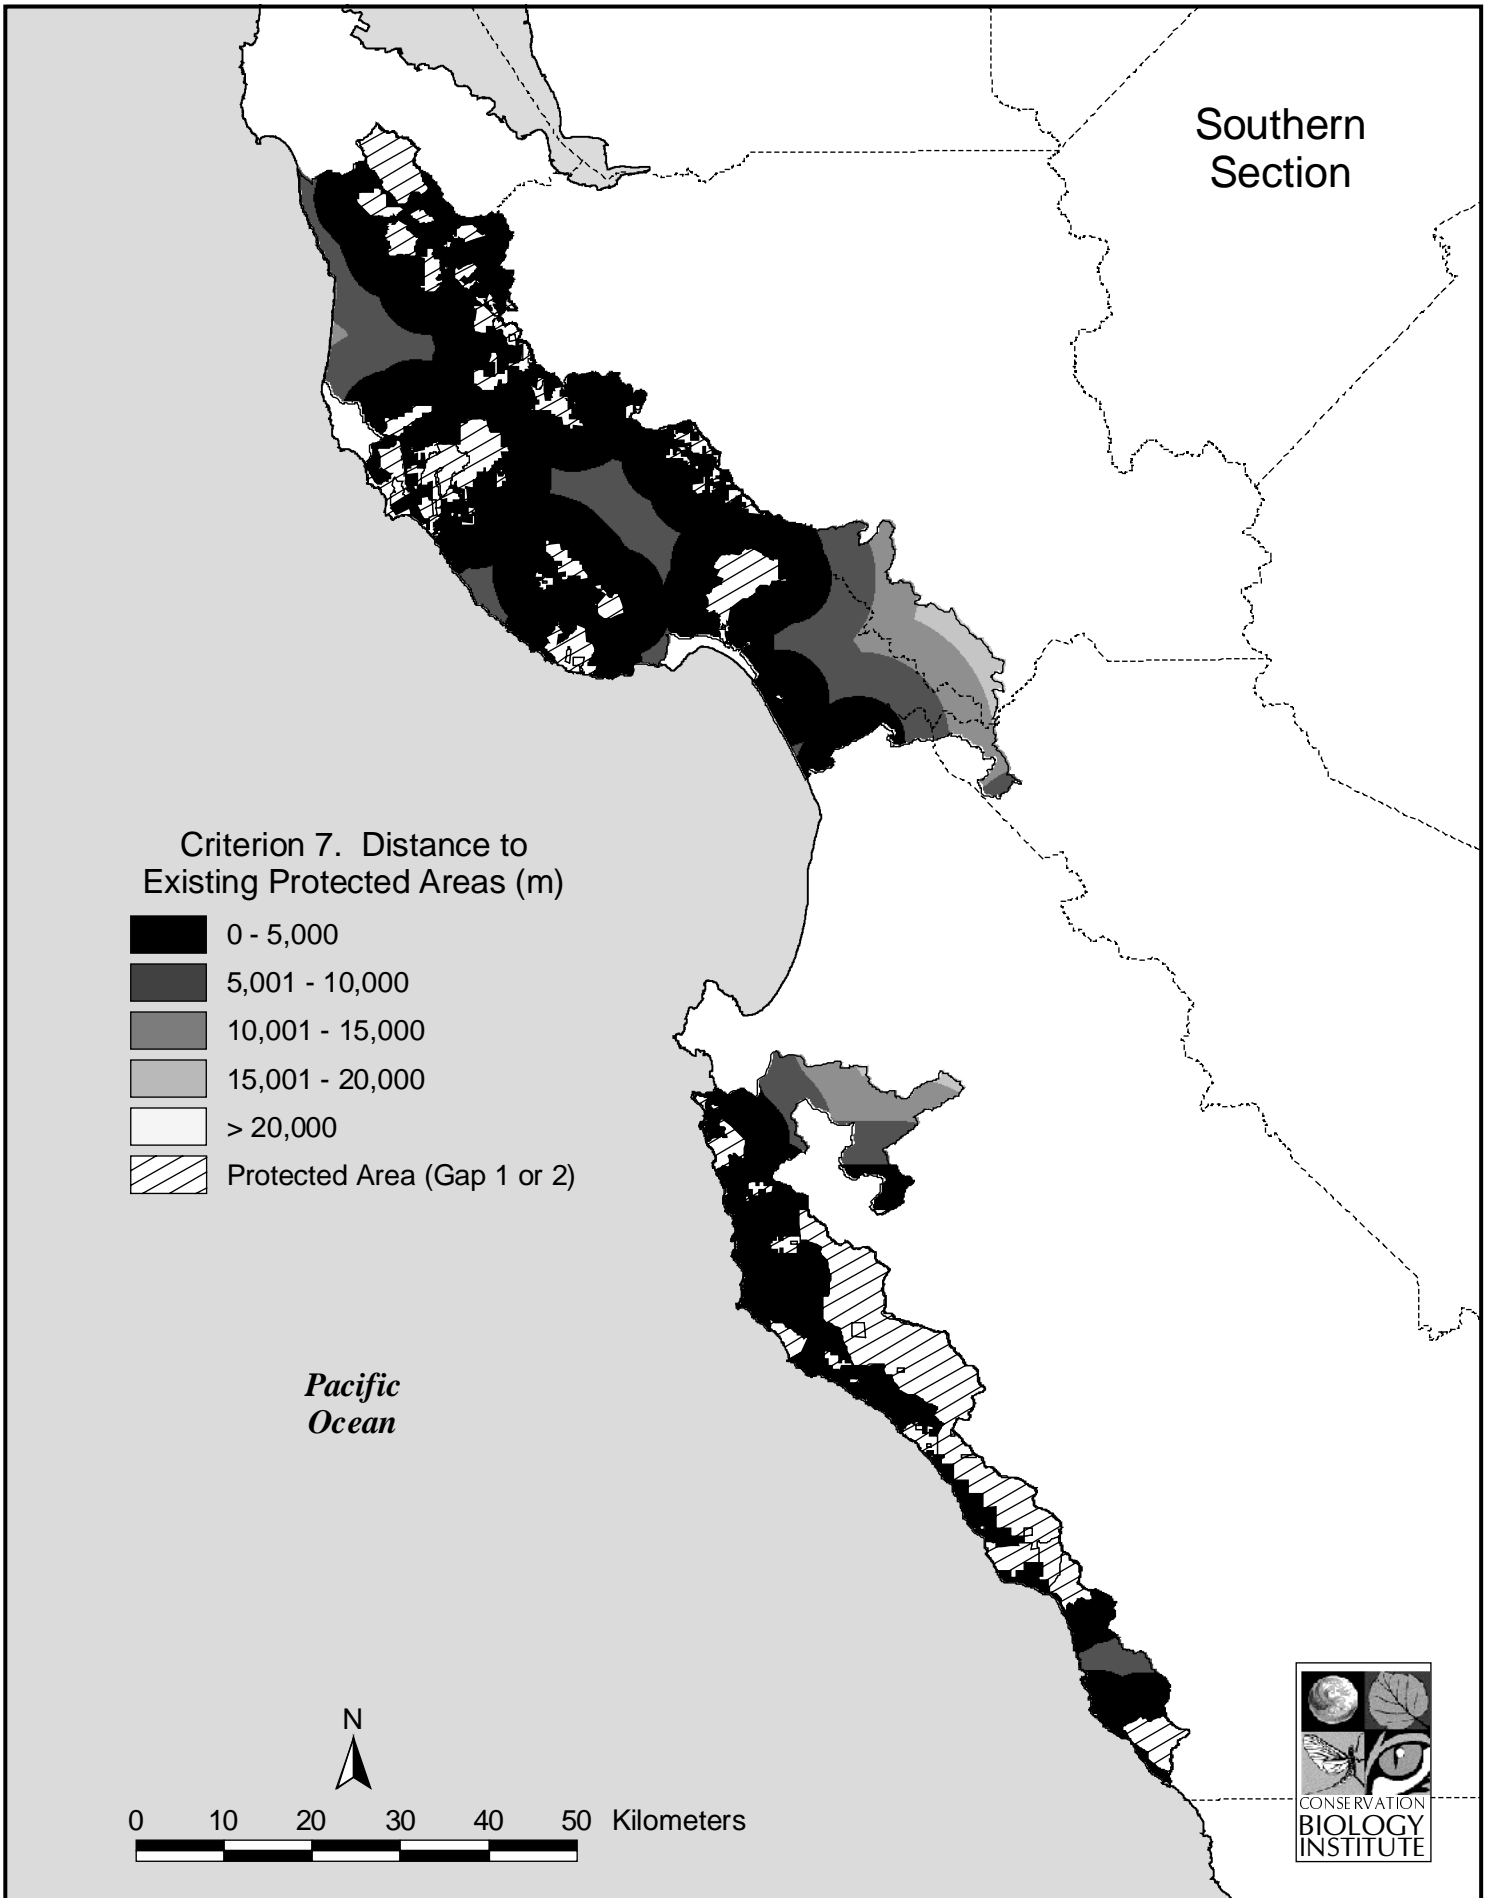 Southern
Section
Criterion 7. Distance to
Existing Protected Areas (m)
0 - 5,000
5,001 - 10,000
10,001 - 15,000
15,001 - 20,000
> 20,000
Protected Area (Gap 1 or 2)
Pacific
Ocean
N
0 10 20 30 40 50 Kilometers
CONSERVATION
BIOLOGY
INSTITUTE